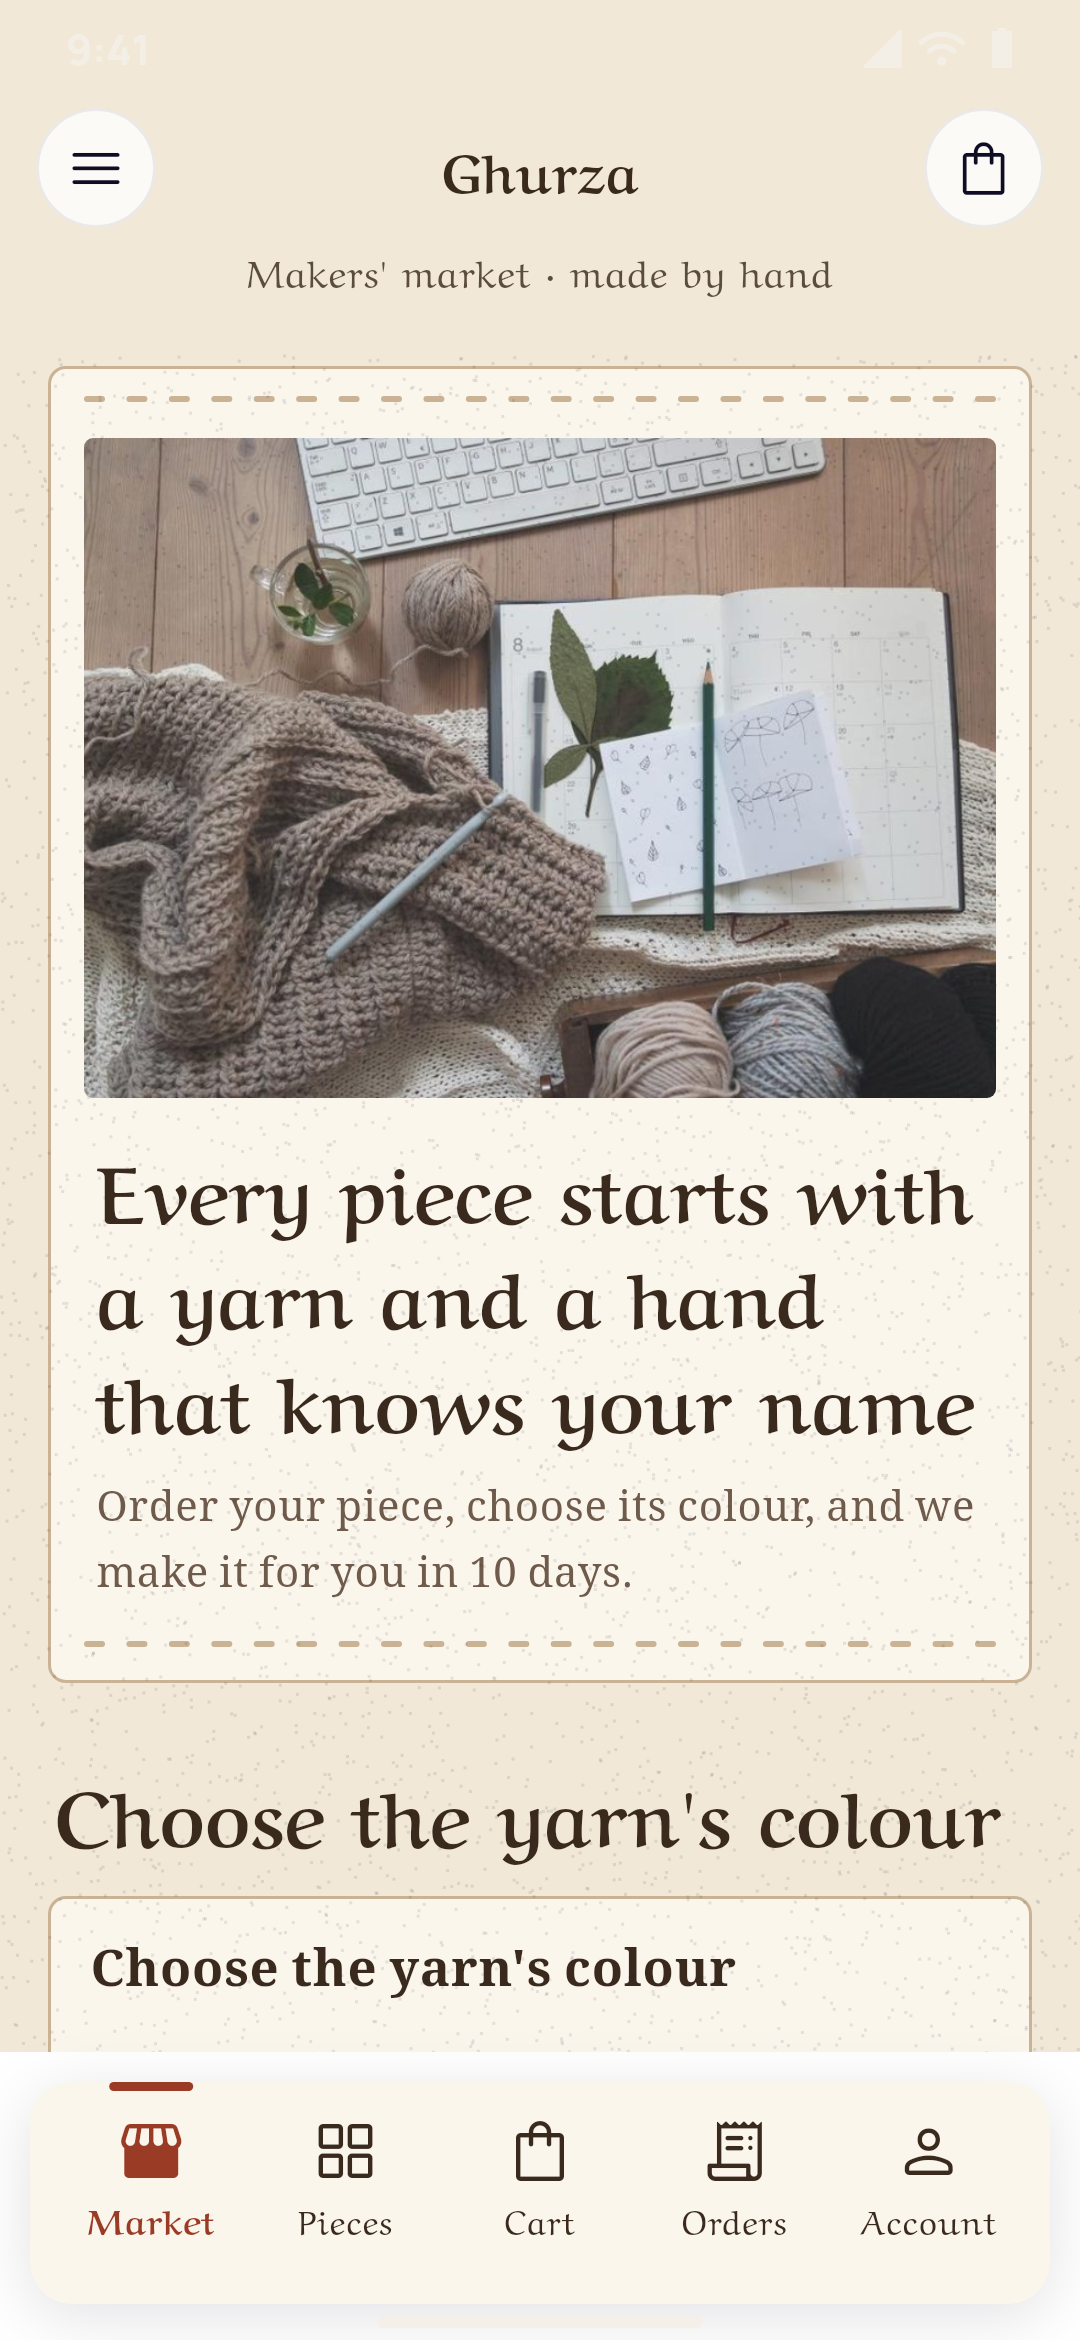 9:41
Ghurza
Makers' market · made by hand
Every piece starts with
a yarn and a hand
that knows your name
Order your piece, choose its colour, and we
make it for you in 10 days.
Choose the yarn's colour
Choose the yarn's colour
Market
Pieces
Cart
Orders
Account